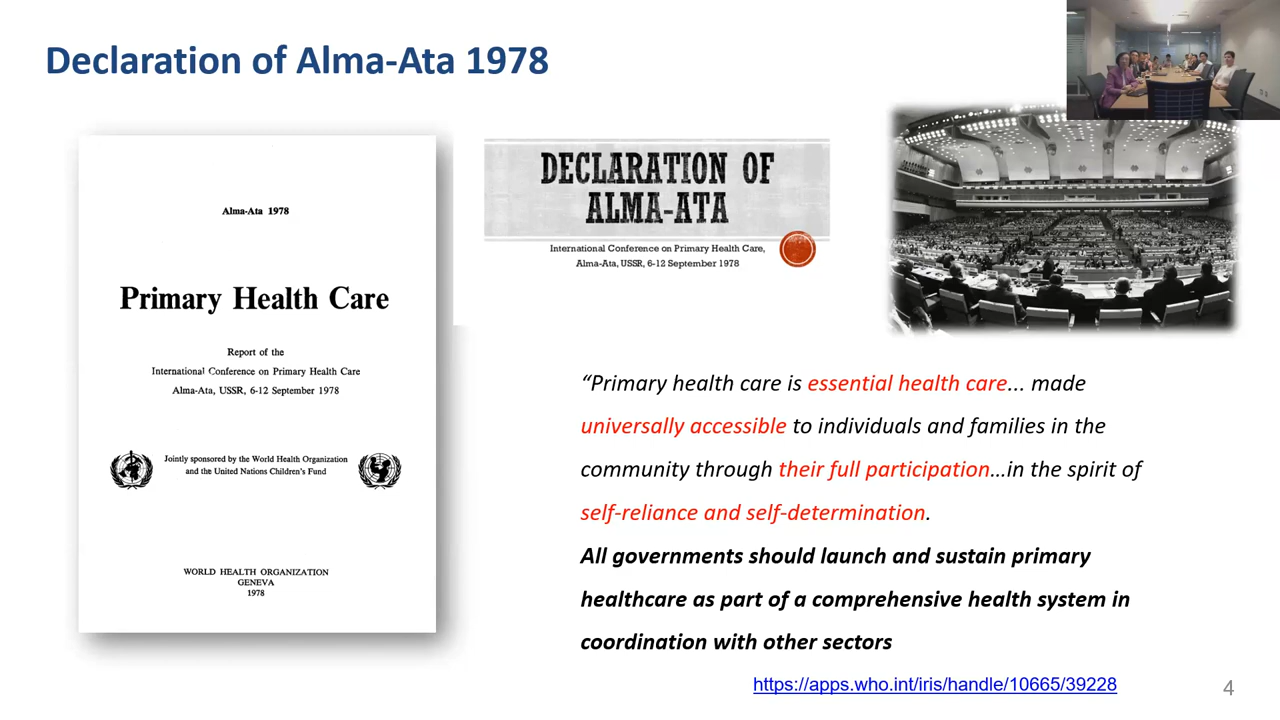 Declaration of Alma-Ata 1978
Alma-Ata 1978
Primary Health Care
Report of the
International Conference on Primary Health Care
Alma-Ata, USSR, 6-12 September 1978
Jointly sponsored by the World Health Organization
and the United Nations Children's Fund
WORLD HEALTH ORGANIZATION
GENEVA
1978
DECLARATION OF
ALMA-ATA
International Conference on Primary Health Care,
Alma-Ata, USSR, 6-12 September 1978
“Primary health care is essential health care... made
universally accessible to individuals and families in the
community through their full participation…in the spirit of
self-reliance and self-determination.
All governments should launch and sustain primary
healthcare as part of a comprehensive health system in
coordination with other sectors
https://apps.who.int/iris/handle/10665/39228
4